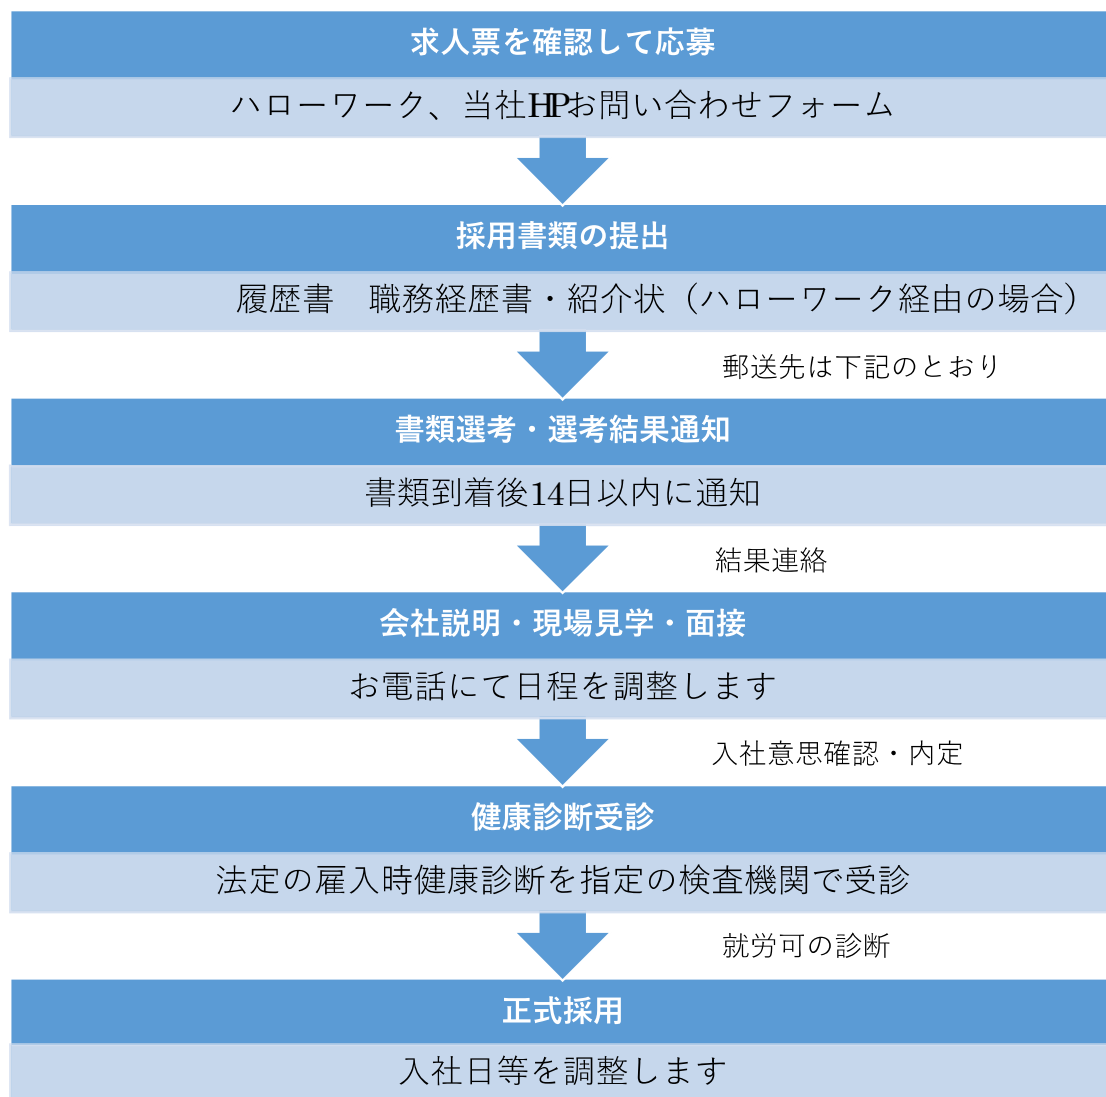 求人票を確認して応募
ハローワーク、当社HPお問い合わせフォーム
採用書類の提出
履歴書　職務経歴書・紹介状（ハローワーク経由の場合）
郵送先は下記のとおり
書類選考・選考結果通知
書類到着後14日以内に通知
結果連絡
会社説明・現場見学・面接
お電話にて日程を調整します
入社意思確認・内定
健康診断受診
法定の雇入時健康診断を指定の検査機関で受診
就労可の診断
正式採用
入社日等を調整します